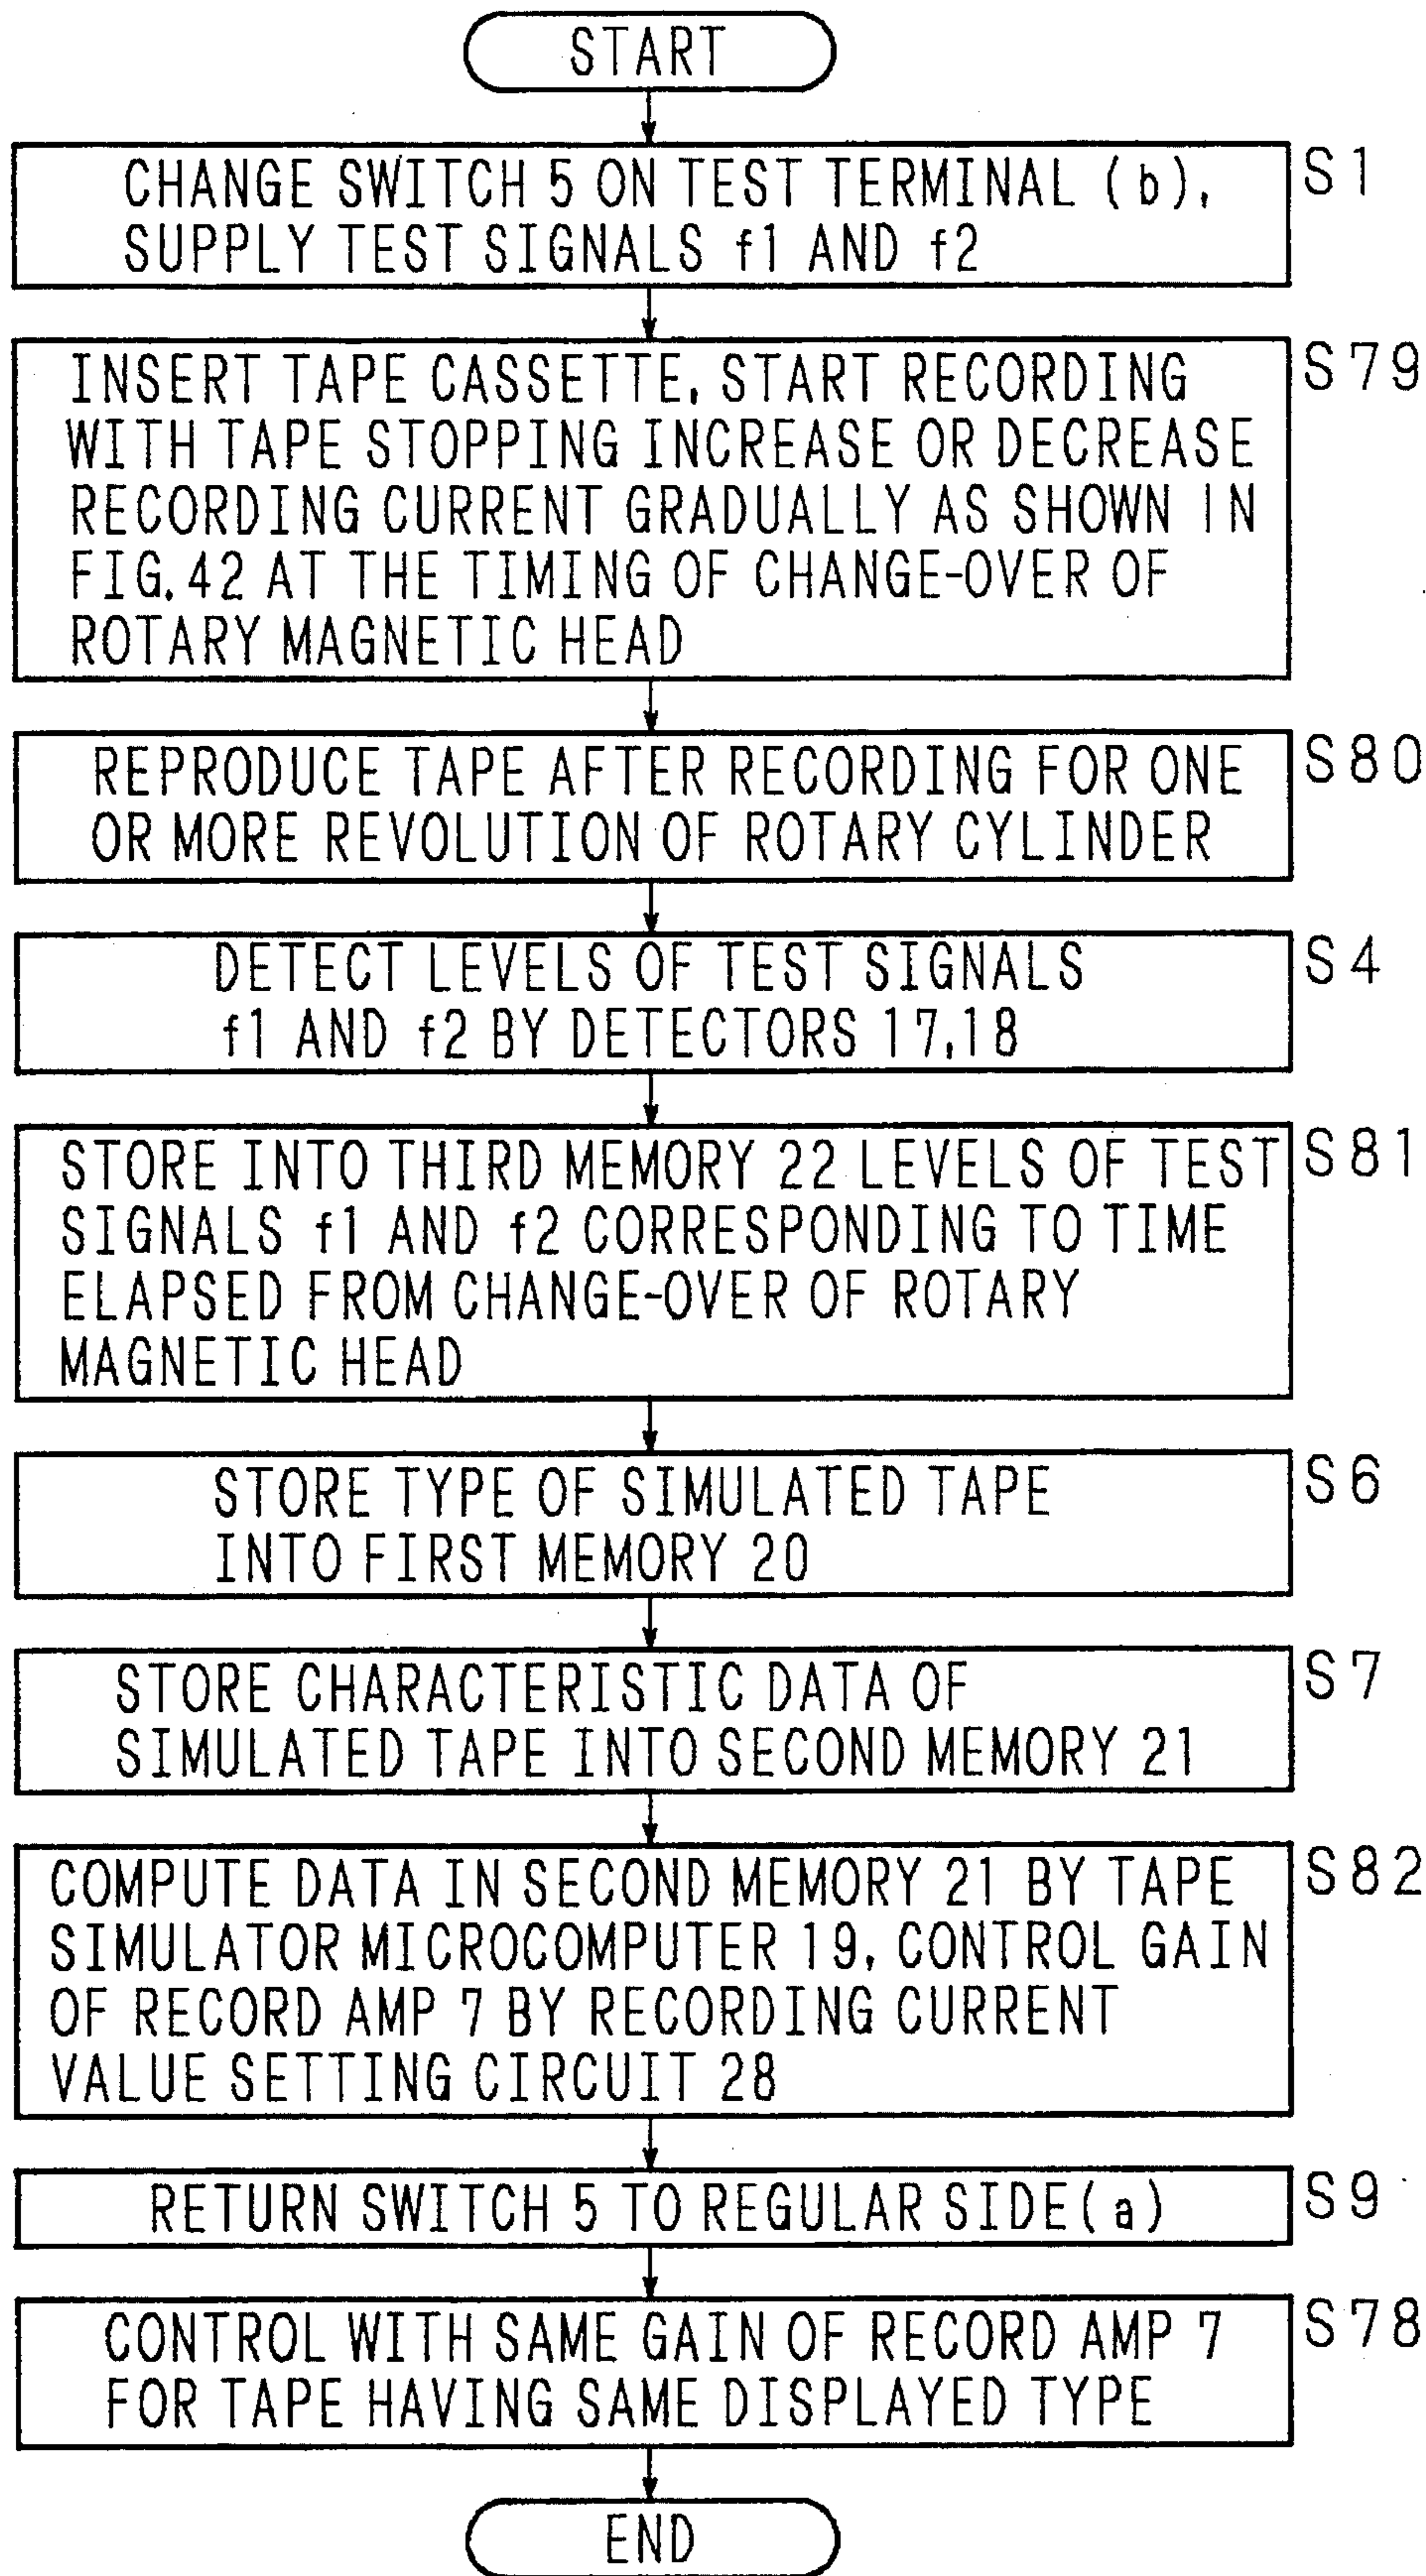 START
CHANGE SWITCH 5 ON TEST TERMINAL (b),
SUPPLY TEST SIGNALS f1 AND f2
S1
INSERT TAPE CASSETTE, START RECORDING
WITH TAPE STOPPING INCREASE OR DECREASE
RECORDING CURRENT GRADUALLY AS SHOWN IN
FIG.42 AT THE TIMING OF CHANGE-OVER OF
ROTARY MAGNETIC HEAD
S79
REPRODUCE TAPE AFTER RECORDING FOR ONE
OR MORE REVOLUTION OF ROTARY CYLINDER
S80
DETECT LEVELS OF TEST SIGNALS
f1 AND f2 BY DETECTORS 17,18
S4
STORE INTO THIRD MEMORY 22 LEVELS OF TEST
SIGNALS f1 AND f2 CORRESPONDING TO TIME
ELAPSED FROM CHANGE-OVER OF ROTARY
MAGNETIC HEAD
S81
STORE TYPE OF SIMULATED TAPE
INTO FIRST MEMORY 20
S6
STORE CHARACTERISTIC DATA OF
SIMULATED TAPE INTO SECOND MEMORY 21
S7
COMPUTE DATA IN SECOND MEMORY 21 BY TAPE
SIMULATOR MICROCOMPUTER 19, CONTROL GAIN
OF RECORD AMP 7 BY RECORDING CURRENT
VALUE SETTING CIRCUIT 28
S82
RETURN SWITCH 5 TO REGULAR SIDE(a)
S9
CONTROL WITH SAME GAIN OF RECORD AMP 7
FOR TAPE HAVING SAME DISPLAYED TYPE
S78
END